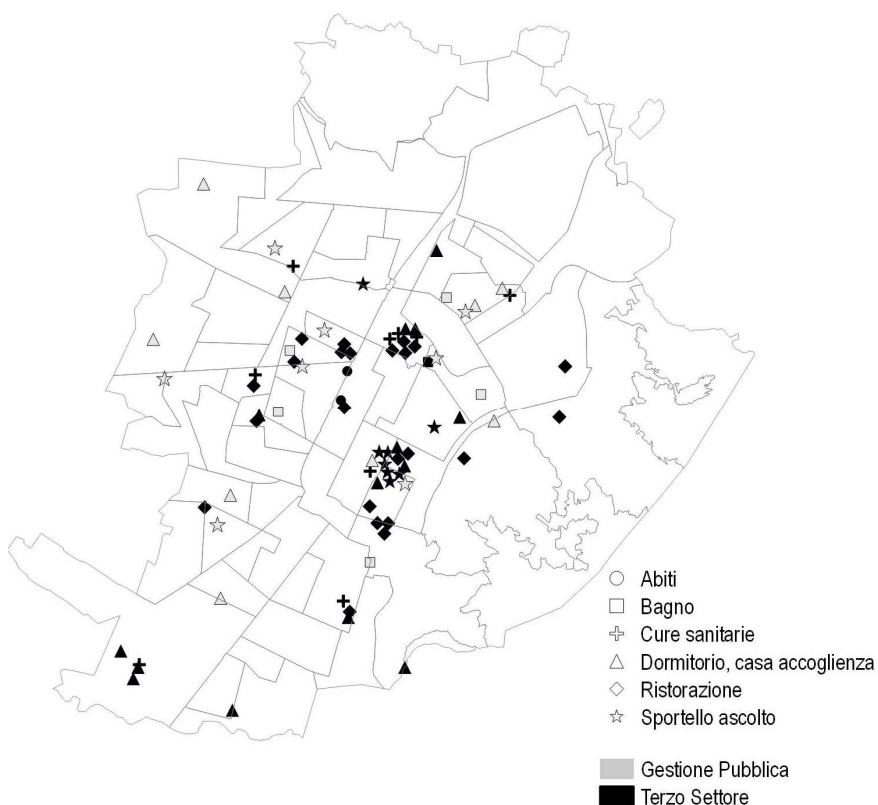 Abiti
Bagno
Cure sanitarie
Dormitorio, casa accoglienza
Ristorazione
Sportello ascolto
Gestione Pubblica
Terzo Settore